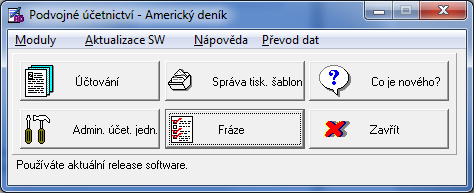 Podvojné účetnictví - Americký deník
Moduly Aktualizace SW Nápověda Převod dat
Účtování Správa tisk. šablon Co je nového?
Admin. účet. jedn. Fráze Zavřít
Používáte aktuální release software.